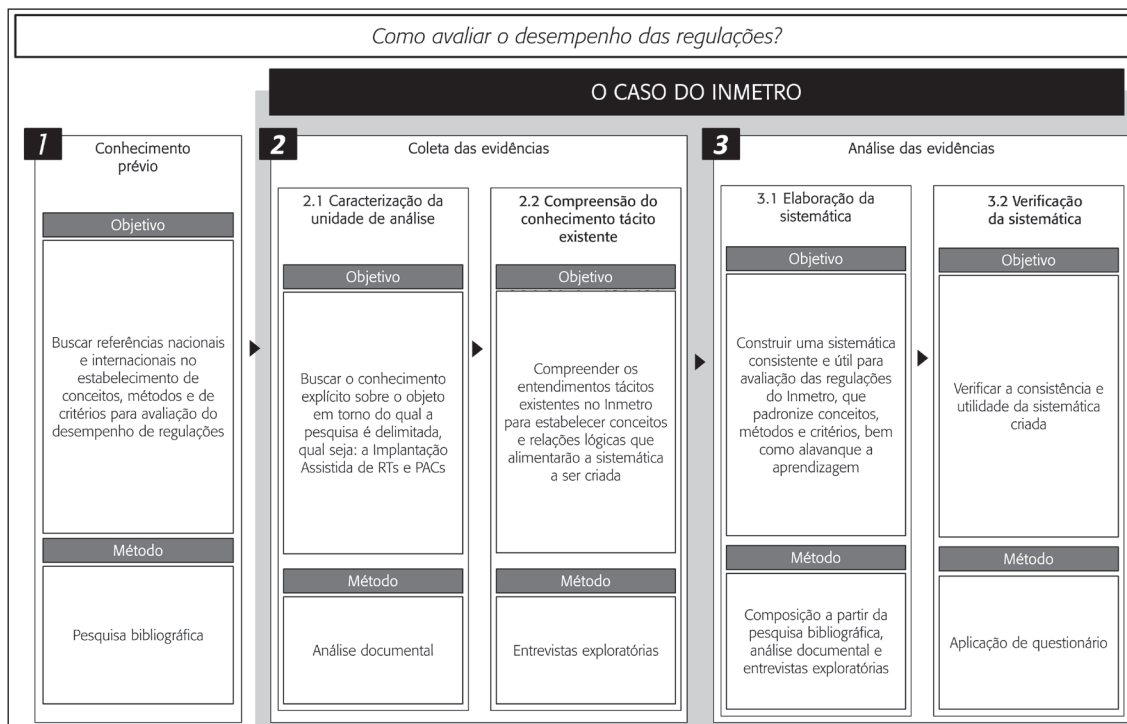 Como avaliar o desempenho das regulações?
O CASO DO INMETRO
1
Conhecimento
prévio
Objetivo
Buscar referências nacionais
e internacionais no
estabelecimento de
conceitos, métodos e de
critérios para avaliação do
desempenho de regulações
Método
Pesquisa bibliográfica
2
Coleta das evidências
2.1 Caracterização da
unidade de análise
Objetivo
Buscar o conhecimento
explícito sobre o objeto
em torno do qual a
pesquisa é delimitada,
qual seja: a Implantação
Assistida de RTs e PACs
Método
Análise documental
2.2 Compreensão do
conhecimento tácito
existente
Objetivo
Compreender os
entendimentos tácitos
existentes no Inmetro
para estabelecer conceitos
e relações lógicas que
alimentarão a sistemática
a ser criada
Método
Entrevistas exploratórias
3
Análise das evidências
3.1 Elaboração da
sistemática
Objetivo
Construir uma sistemática
consistente e útil para
avaliação das regulações
do Inmetro, que
padronize conceitos,
métodos e critérios, bem
como alavanque a
aprendizagem
Método
Composição a partir da
pesquisa bibliográfica,
análise documental e
entrevistas exploratórias
3.2 Verificação
da sistemática
Objetivo
Verificar a consistência e
utilidade da sistemática
criada
Método
Aplicação de questionário